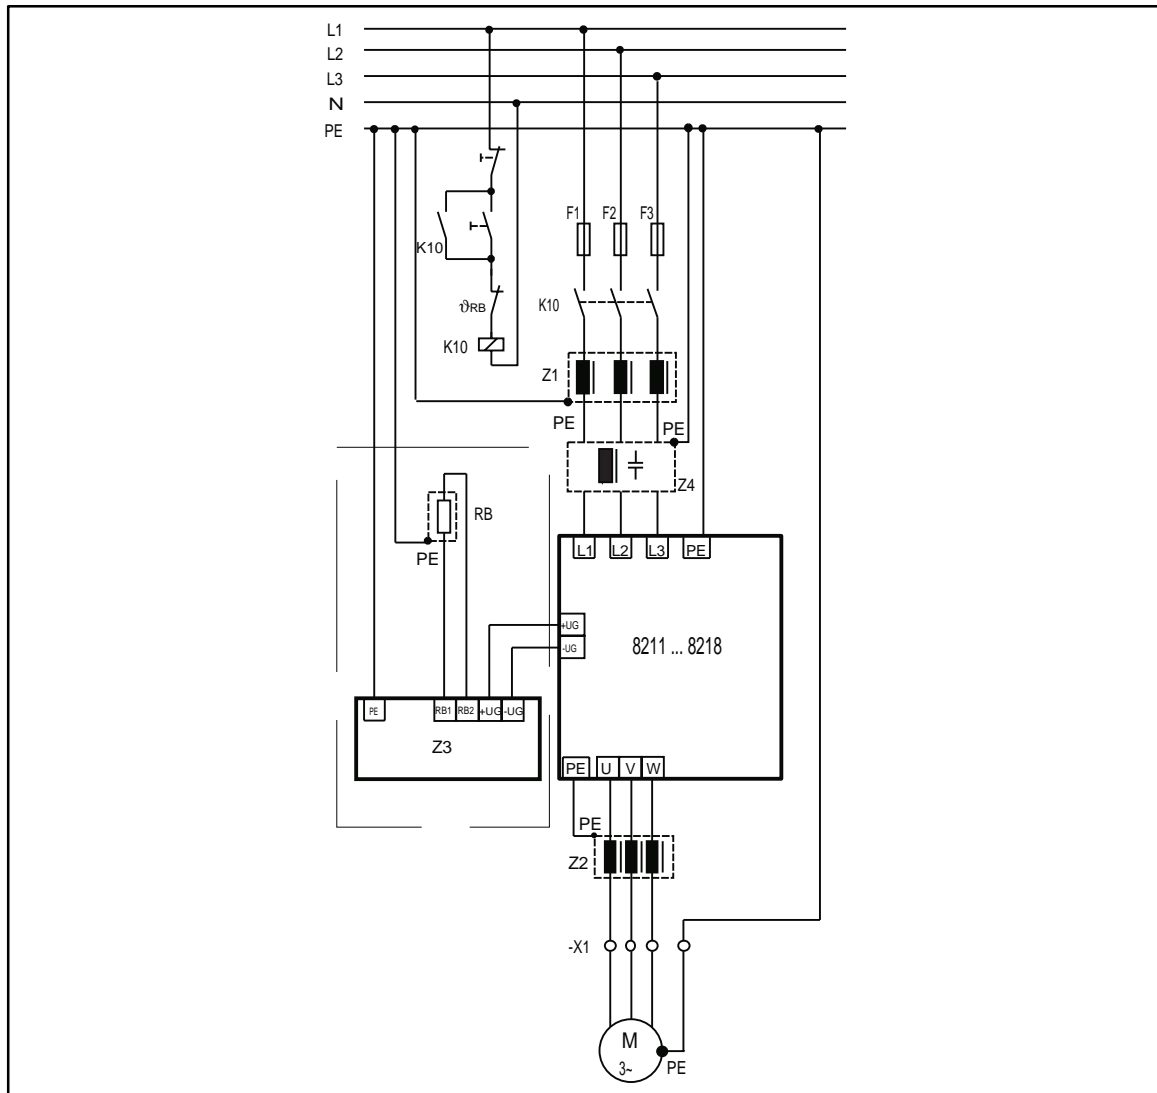 L1
L2
L3
N
PE
F1 F2 F3
K10
K10
ϑRB
K10
Z1
PE
PE
Z4
RB
PE
L1 L2 L3 PE
+UG
-UG
8211 ... 8218
PE RB1 RB2 +UG -UG
Z3
PE U V W
PE
Z2
-X1
M
3~
PE